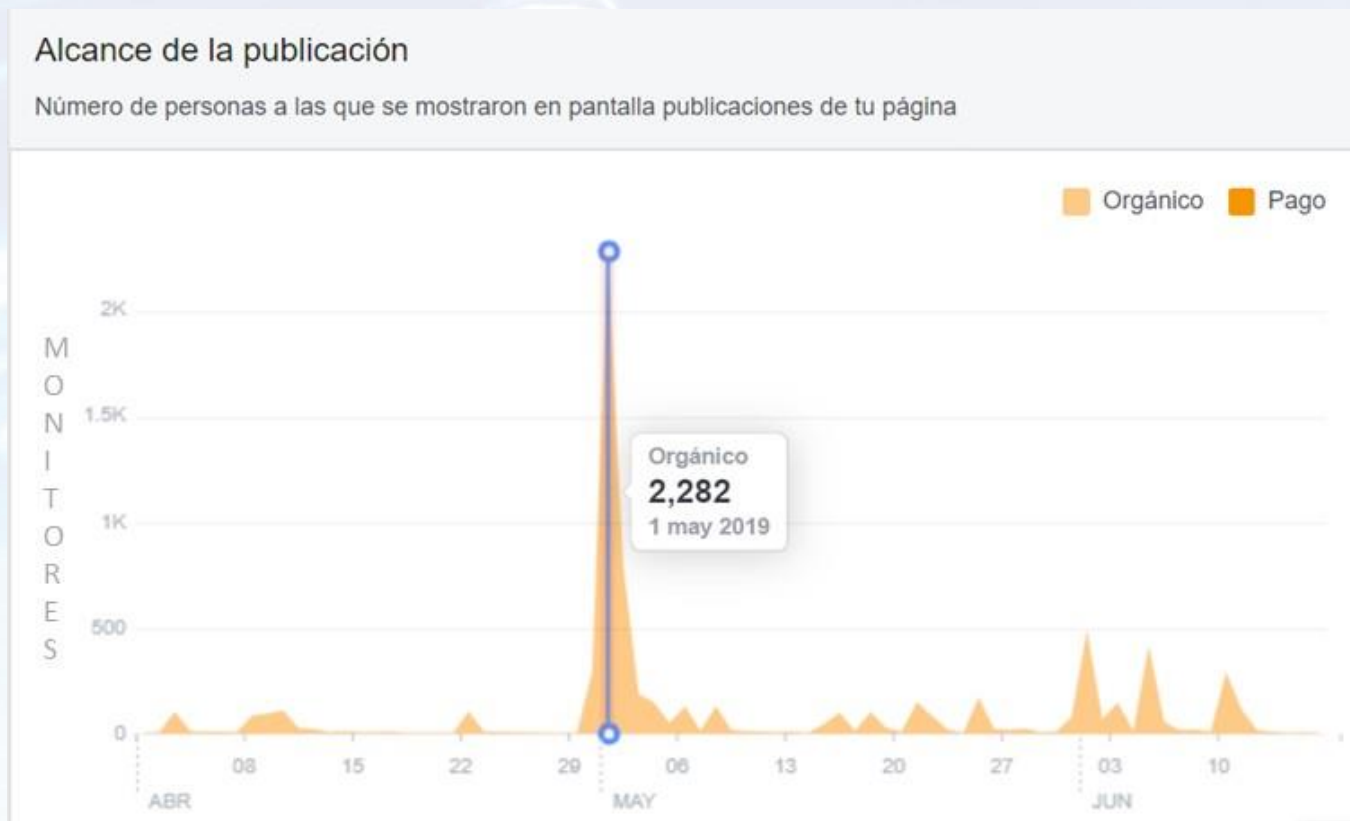 Alcance de la publicación
Número de personas a las que se mostraron en pantalla publicaciones de tu página
Orgánico Pago
MONITORES
2K
1.5K
1K
500
0
Orgánico
2,282
1 may 2019
08 15 22 29 06 13 20 27 03 10
ABR MAY JUN